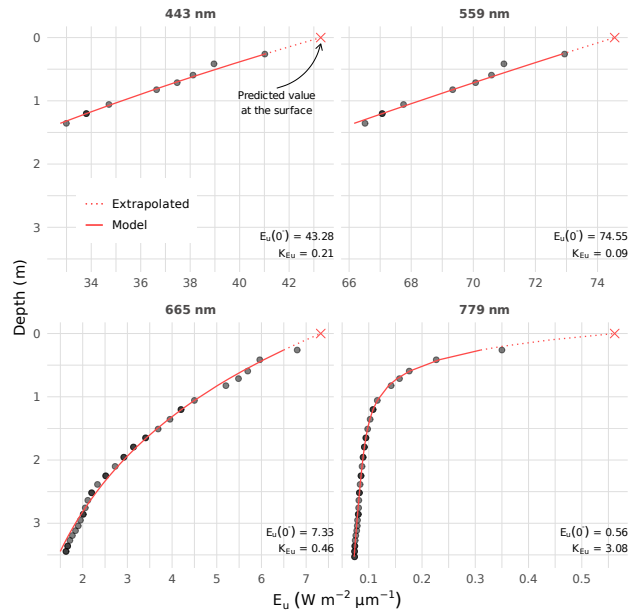 443 nm
559 nm
0
1
2
3
Predicted value
at the surface
Extrapolated
Model
Eᵤ(0⁻) = 43.28
K_Eu = 0.21
Eᵤ(0⁻) = 74.55
K_Eu = 0.09
34 36 38 40 42
66 68 70 72 74
Depth (m)
665 nm
779 nm
0
1
2
3
Eᵤ(0⁻) = 7.33
K_Eu = 0.46
Eᵤ(0⁻) = 0.56
K_Eu = 3.08
2 3 4 5 6 7
0.1 0.2 0.3 0.4 0.5
Eᵤ (W m⁻² μm⁻¹)